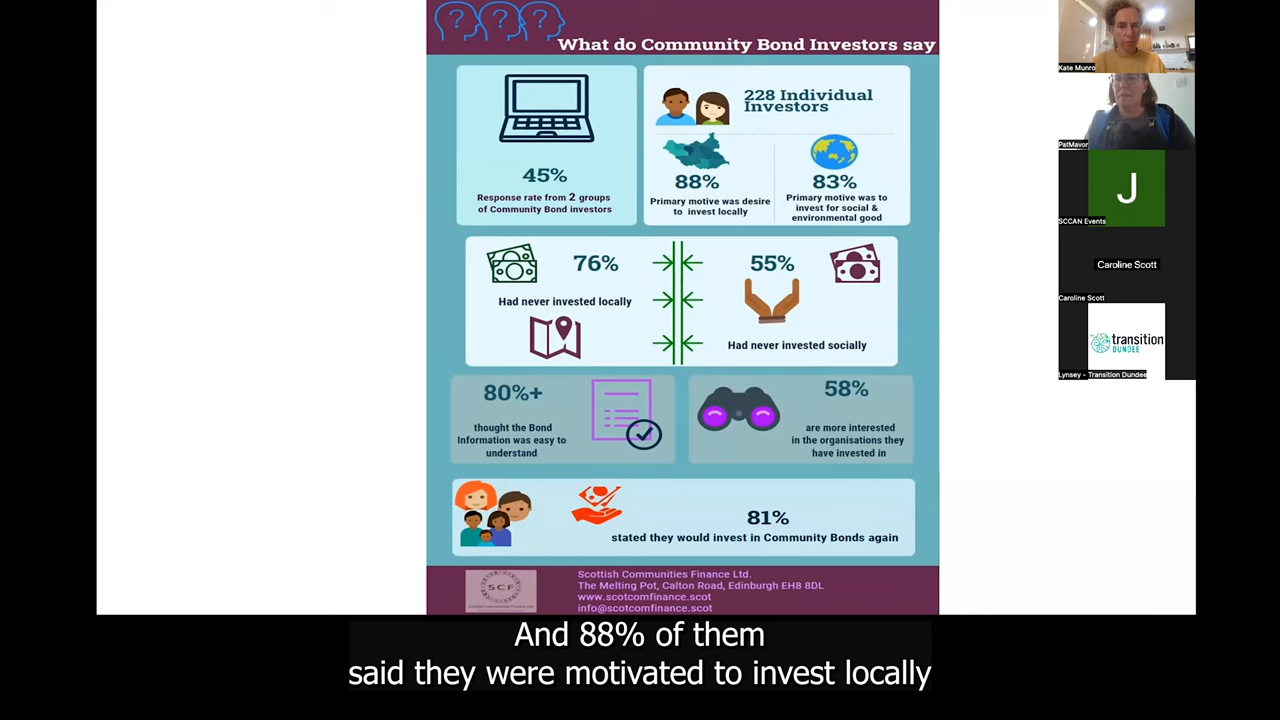 What do Community Bond Investors say
45%
Response rate from 2 groups
of Community Bond investors
228 Individual
Investors
88%
Primary motive was desire
to invest locally
83%
Primary motive was to
invest for social &
environmental good
76%
Had never invested locally
55%
Had never invested socially
80%+
thought the Bond
Information was easy to
understand
58%
are more interested
in the organisations they
have invested in
81%
stated they would invest in Community Bonds again
SCF
Scottish Communities Finance Ltd.
The Melting Pot, Calton Road, Edinburgh EH8 8DL
www.scotcomfinance.scot
info@scotcomfinance.scot
Kate Munro
PatMavor
J
SCCAN Events
Caroline Scott
Caroline Scott
transition
DUNDEE
Lynsey - Transition Dundee
And 88% of them
said they were motivated to invest locally